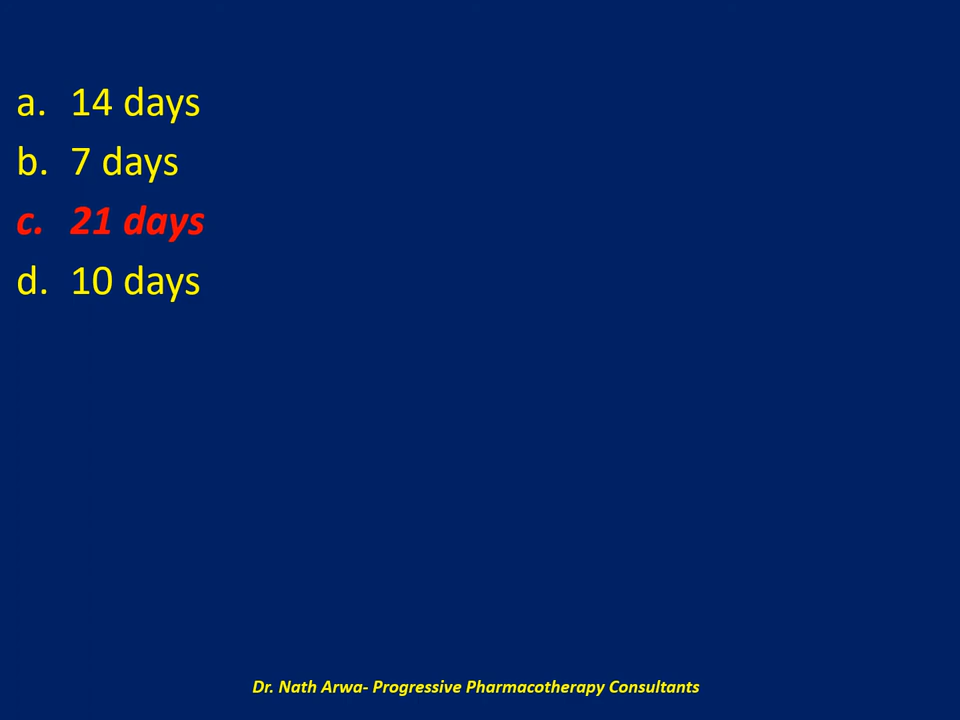 a. 14 days
b. 7 days
c. 21 days
d. 10 days
Dr. Nath Arwa- Progressive Pharmacotherapy Consultants